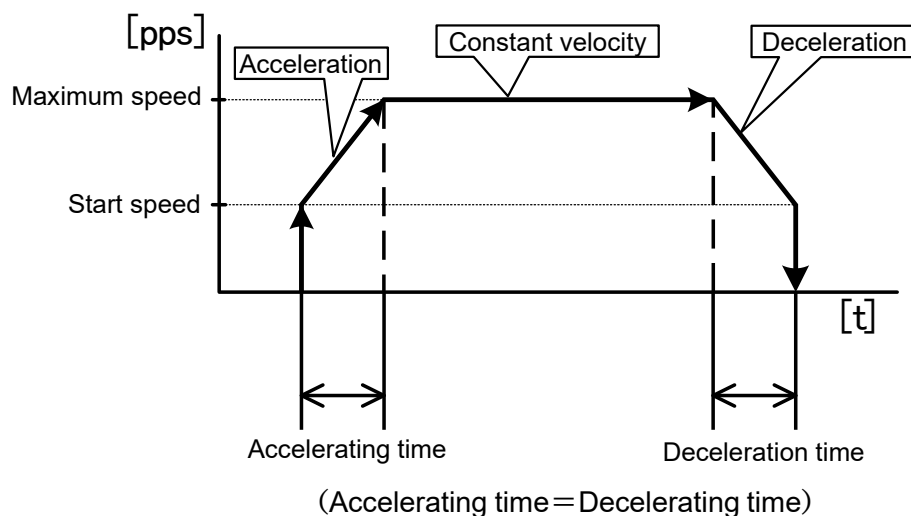 [pps]
Constant velocity
Deceleration
Acceleration
Maximum speed
Start speed
[t]
Accelerating time
Deceleration time
(Accelerating time＝Decelerating time)